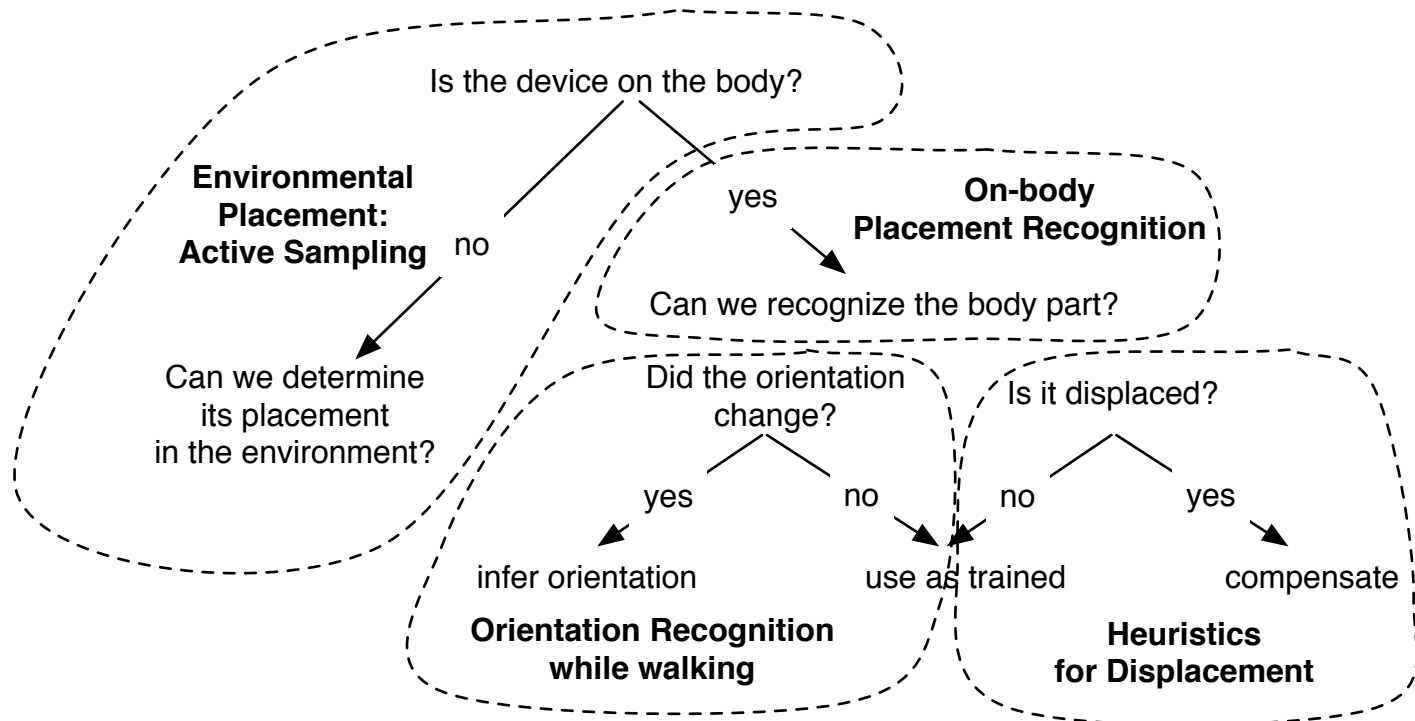 Is the device on the body?
Environmental
Placement:
Active Sampling
no
yes
On-body
Placement Recognition
Can we recognize the body part?
Can we determine
its placement
in the environment?
Did the orientation
change?
Is it displaced?
yes
no
no
yes
infer orientation
use as trained
compensate
Orientation Recognition
while walking
Heuristics
for Displacement